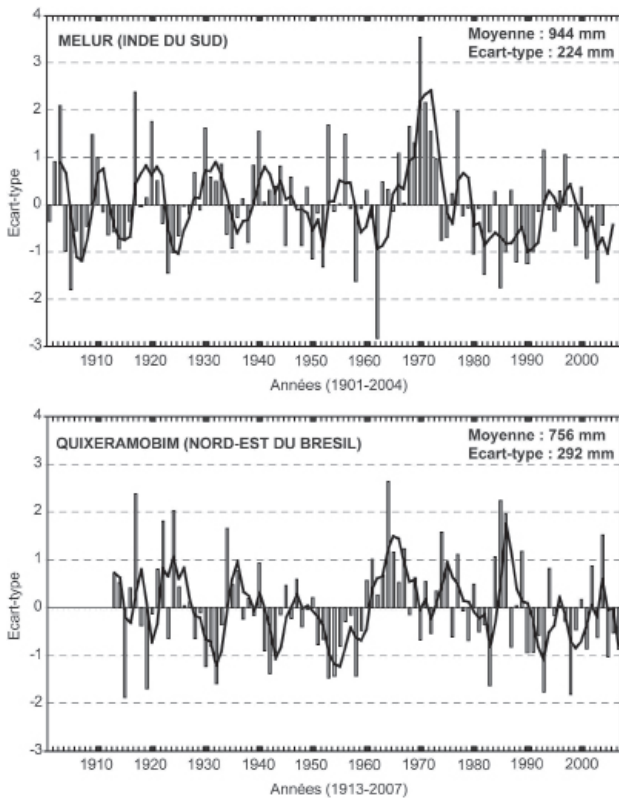 MELUR (INDE DU SUD)
Moyenne : 944 mm
Ecart-type : 224 mm
Ecart-type
4
3
2
1
0
-1
-2
-3
1910 1920 1930 1940 1950 1960 1970 1980 1990 2000
Années (1901-2004)
QUIXERAMOBIM (NORD-EST DU BRESIL)
Moyenne : 756 mm
Ecart-type : 292 mm
Ecart-type
4
3
2
1
0
-1
-2
-3
1910 1920 1930 1940 1950 1960 1970 1980 1990 2000
Années (1913-2007)